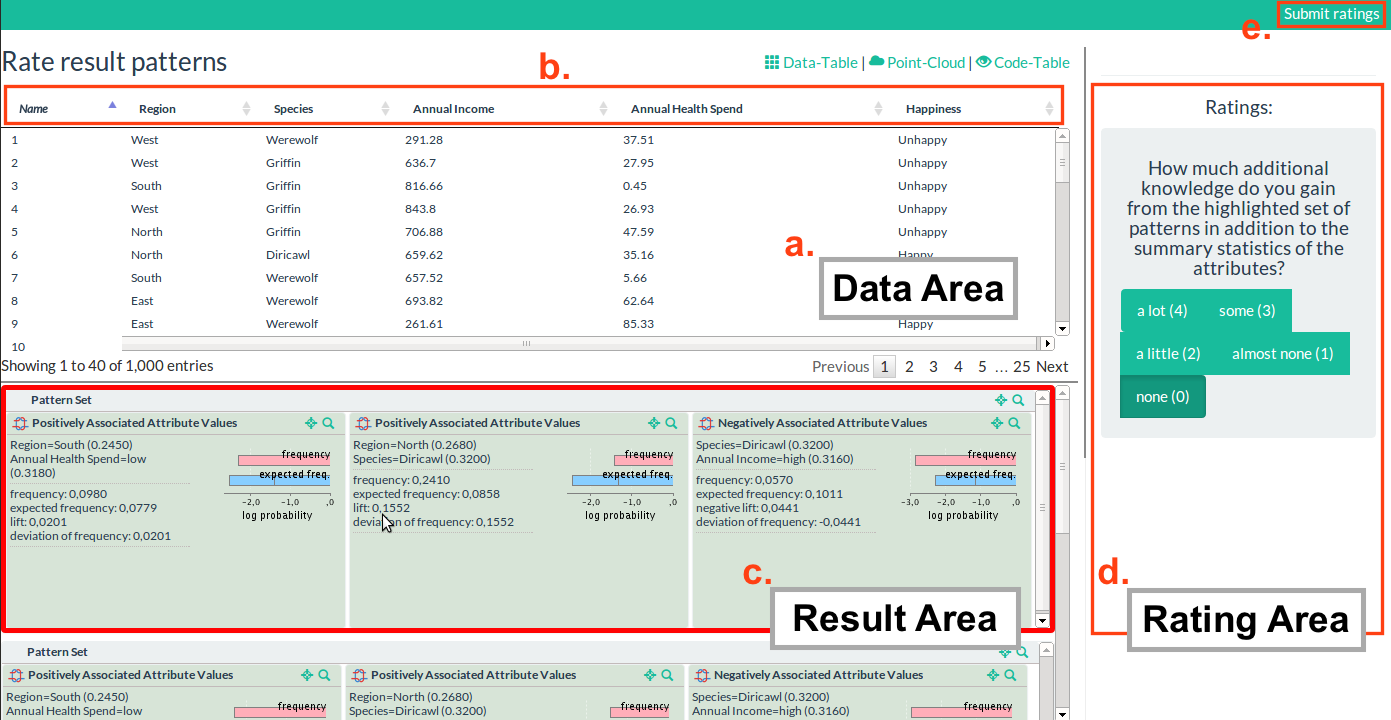 Submit ratings
e.
Rate result patterns
b.
Data-Table | Point-Cloud | Code-Table
Name Region Species Annual Income Annual Health Spend Happiness
1 West Werewolf 291.28 37.51 Unhappy
2 West Griffin 636.7 27.95 Unhappy
3 South Griffin 816.66 0.45 Unhappy
4 West Griffin 843.8 26.93 Unhappy
5 North Griffin 706.88 47.59 Unhappy
6 North Diricawl 659.62 35.16 Happy
7 South Werewolf 657.52 5.66
8 East Werewolf 693.82 62.64
9 East Werewolf 261.61 85.33 Happy
10
a.
Data Area
Showing 1 to 40 of 1,000 entries
Previous 1 2 3 4 5 ... 25 Next
Pattern Set
Positively Associated Attribute Values
Region=South (0.2450)
Annual Health Spend=low
(0.3180)
frequency: 0,0980
expected frequency: 0,0779
lift: 0,0201
deviation of frequency: 0,0201
frequency
expected freq.
-2,0 -1,0 ,0
log probability
Positively Associated Attribute Values
Region=North (0.2680)
Species=Diricawl (0.3200)
frequency: 0,2410
expected frequency: 0,0858
lift: 0,1552
deviation of frequency: 0,1552
frequency
expected freq.
-2,0 -1,0 ,0
log probability
Negatively Associated Attribute Values
Species=Diricawl (0.3200)
Annual Income=high (0.3160)
frequency: 0,0570
expected frequency: 0,1011
negative lift: 0,0441
deviation of frequency: -0,0441
frequency
expected freq.
-3,0 -2,0 -1,0 ,0
log probability
c.
Result Area
Pattern Set
Positively Associated Attribute Values
Region=South (0.2450)
Annual Health Spend=low
frequency
Positively Associated Attribute Values
Region=North (0.2680)
Species=Diricawl (0.3200)
frequency
Negatively Associated Attribute Values
Species=Diricawl (0.3200)
Annual Income=high (0.3160)
frequency
Ratings:
How much additional
knowledge do you gain
from the highlighted set of
patterns in addition to the
summary statistics of the
attributes?
a lot (4) some (3)
a little (2) almost none (1)
none (0)
d.
Rating Area